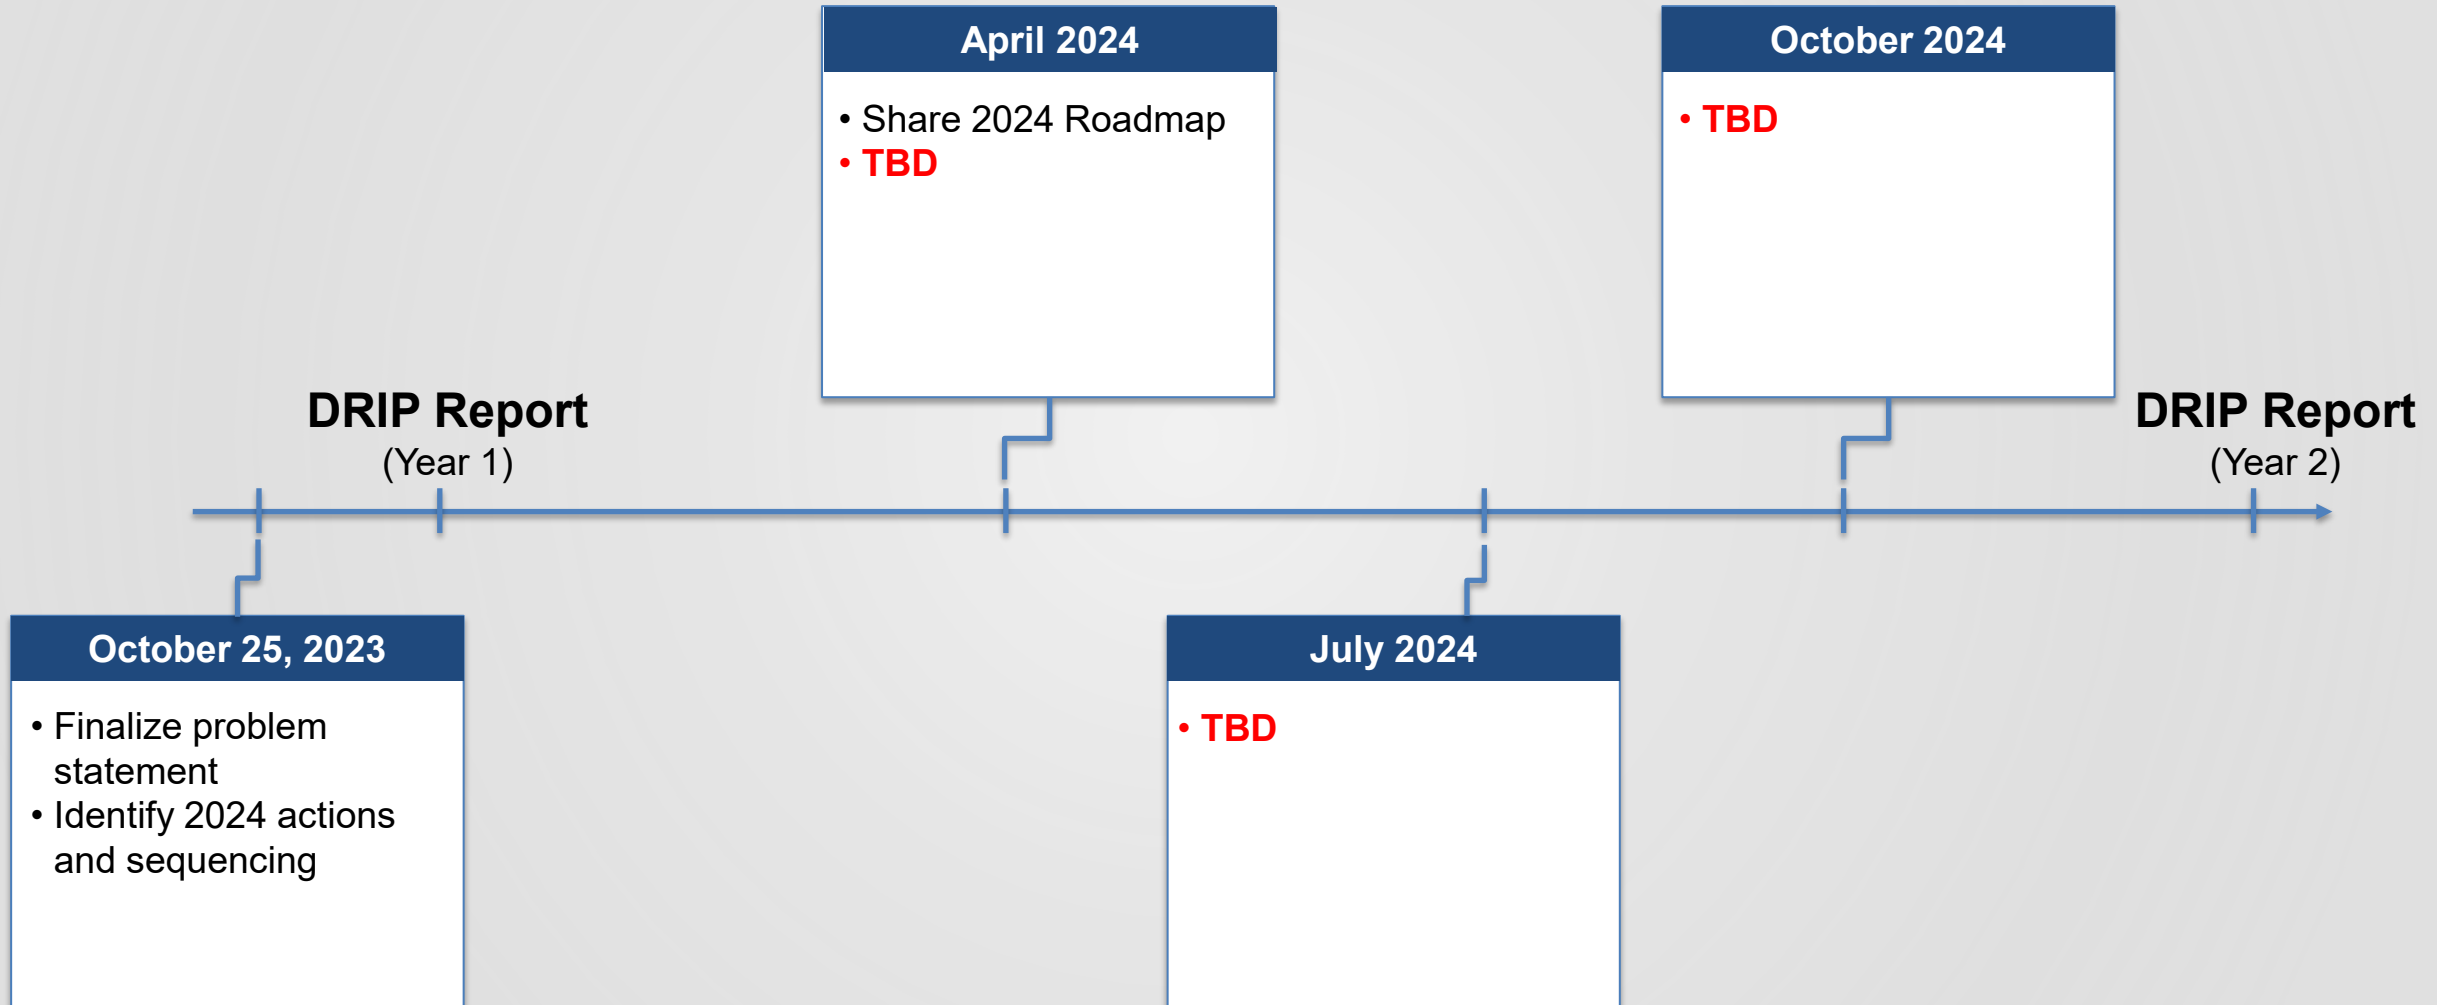 April 2024
• Share 2024 Roadmap
• TBD
October 2024
• TBD
DRIP Report
(Year 1)
DRIP Report
(Year 2)
October 25, 2023
• Finalize problem
statement
• Identify 2024 actions
and sequencing
July 2024
• TBD